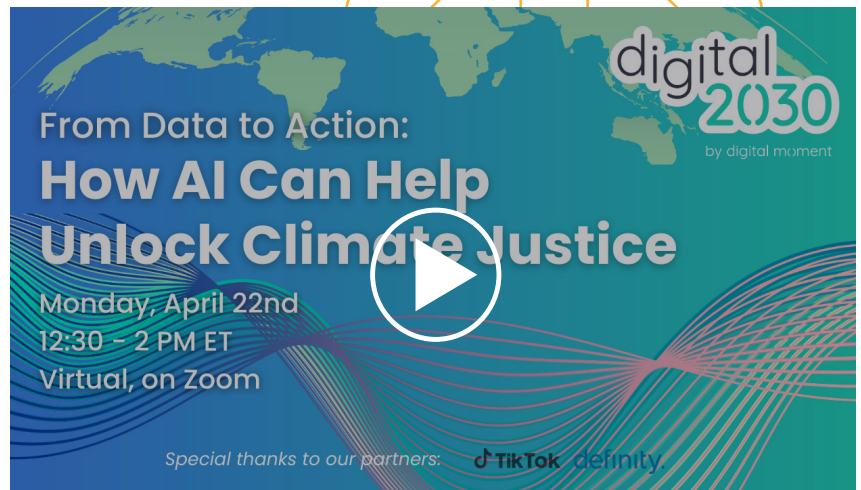 digital
2030
by digital moment
From Data to Action:
How AI Can Help
Unlock Climate Justice
Monday, April 22nd
12:30 - 2 PM ET
Virtual, on Zoom
Special thanks to our partners: TikTok definity.